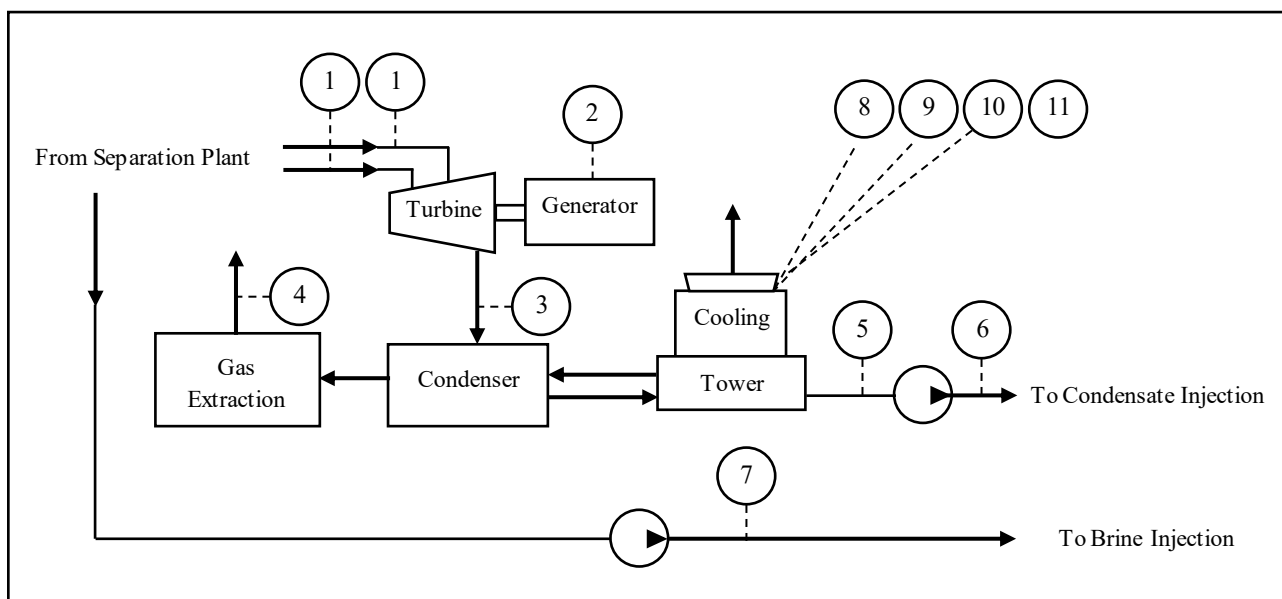 1 1
2
8 9 10 11
From Separation Plant
Turbine
Generator
4
3
Cooling
5
6
Gas
Extraction
Condenser
Tower
To Condensate Injection
7
To Brine Injection